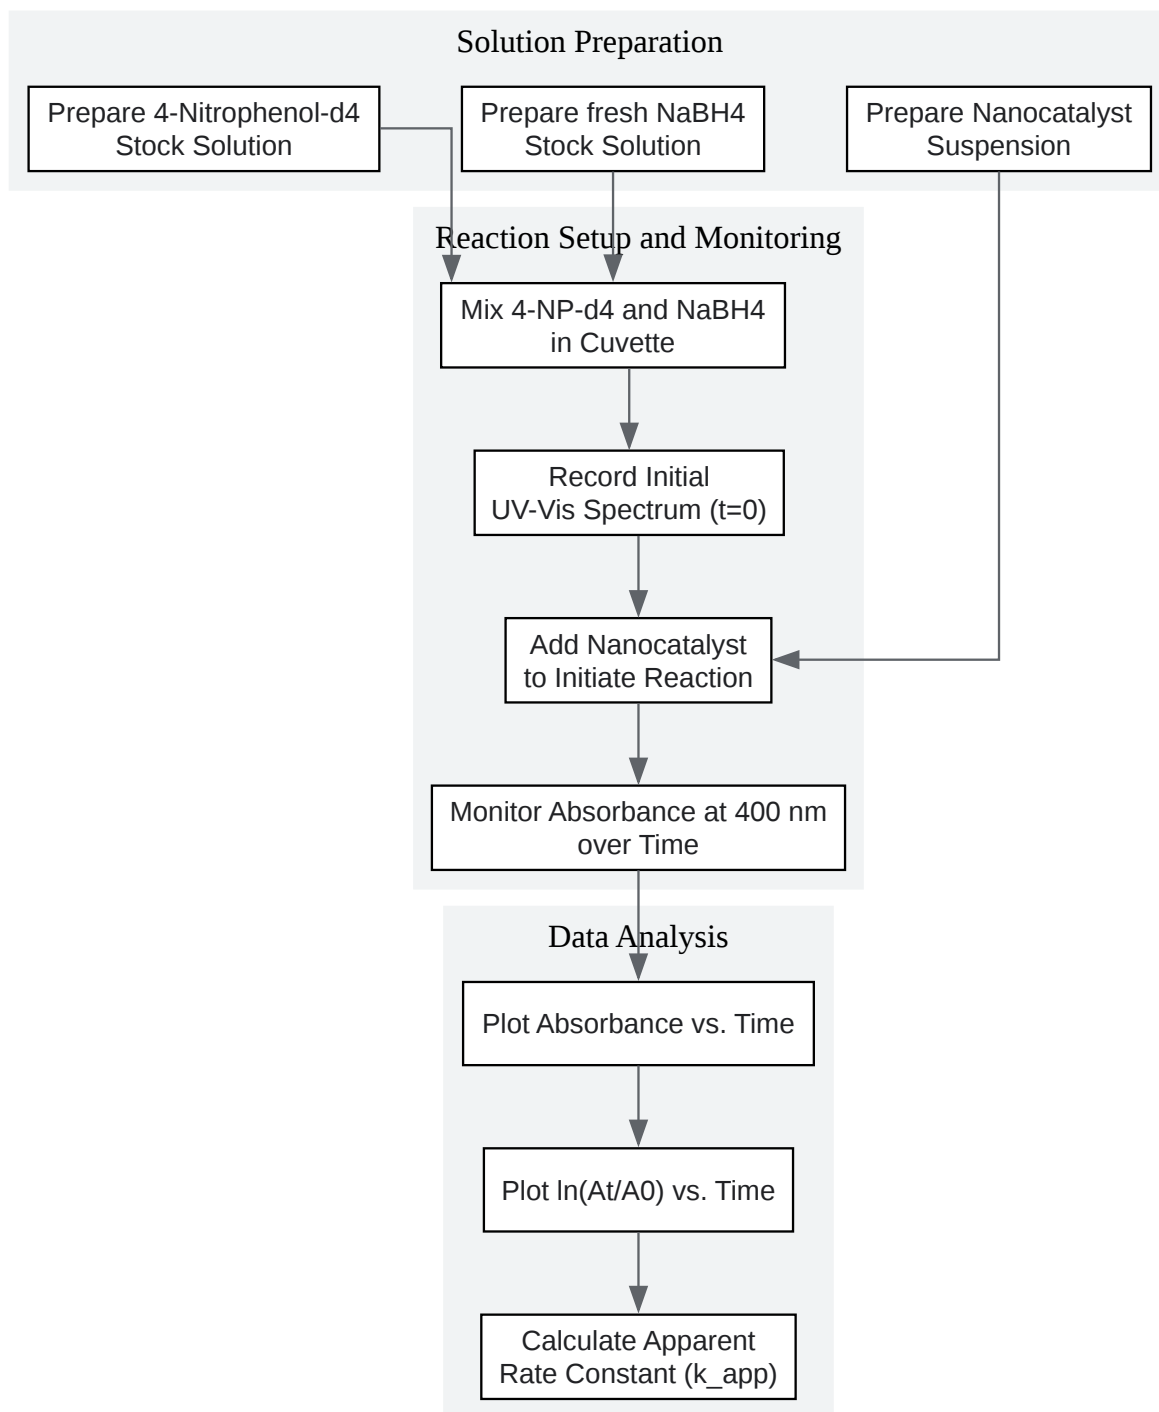 Solution Preparation
Prepare 4-Nitrophenol-d4
Stock Solution
Prepare fresh NaBH4
Stock Solution
Prepare Nanocatalyst
Suspension
Reaction Setup and Monitoring
Mix 4-NP-d4 and NaBH4
in Cuvette
Record Initial
UV-Vis Spectrum (t=0)
Add Nanocatalyst
to Initiate Reaction
Monitor Absorbance at 400 nm
over Time
Data Analysis
Plot Absorbance vs. Time
Plot ln(At/A0) vs. Time
Calculate Apparent
Rate Constant (k_app)